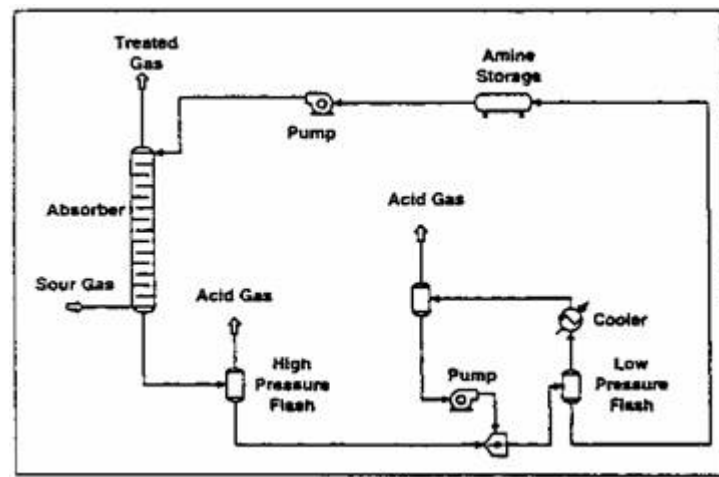 Treated
Gas
Amine
Storage
Pump
Absorber
Acid Gas
Sour Gas
Acid Gas
Cooler
High
Pressure
Flash
Pump
Low
Pressure
Flash